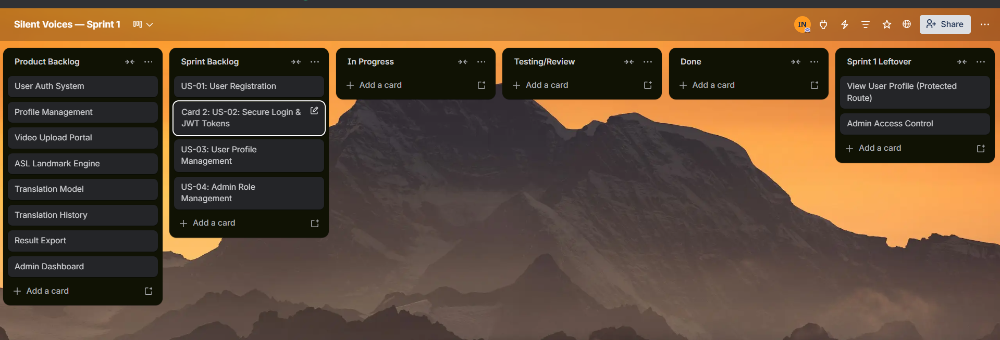 Silent Voices — Sprint 1
IN
Share
Product Backlog
User Auth System
Profile Management
Video Upload Portal
ASL Landmark Engine
Translation Model
Translation History
Result Export
Admin Dashboard
Add a card
Sprint Backlog
US-01: User Registration
Card 2: US-02: Secure Login &
JWT Tokens
US-03: User Profile
Management
US-04: Admin Role
Management
Add a card
In Progress
Add a card
Testing/Review
Add a card
Done
Add a card
Sprint 1 Leftover
View User Profile (Protected
Route)
Admin Access Control
Add a card